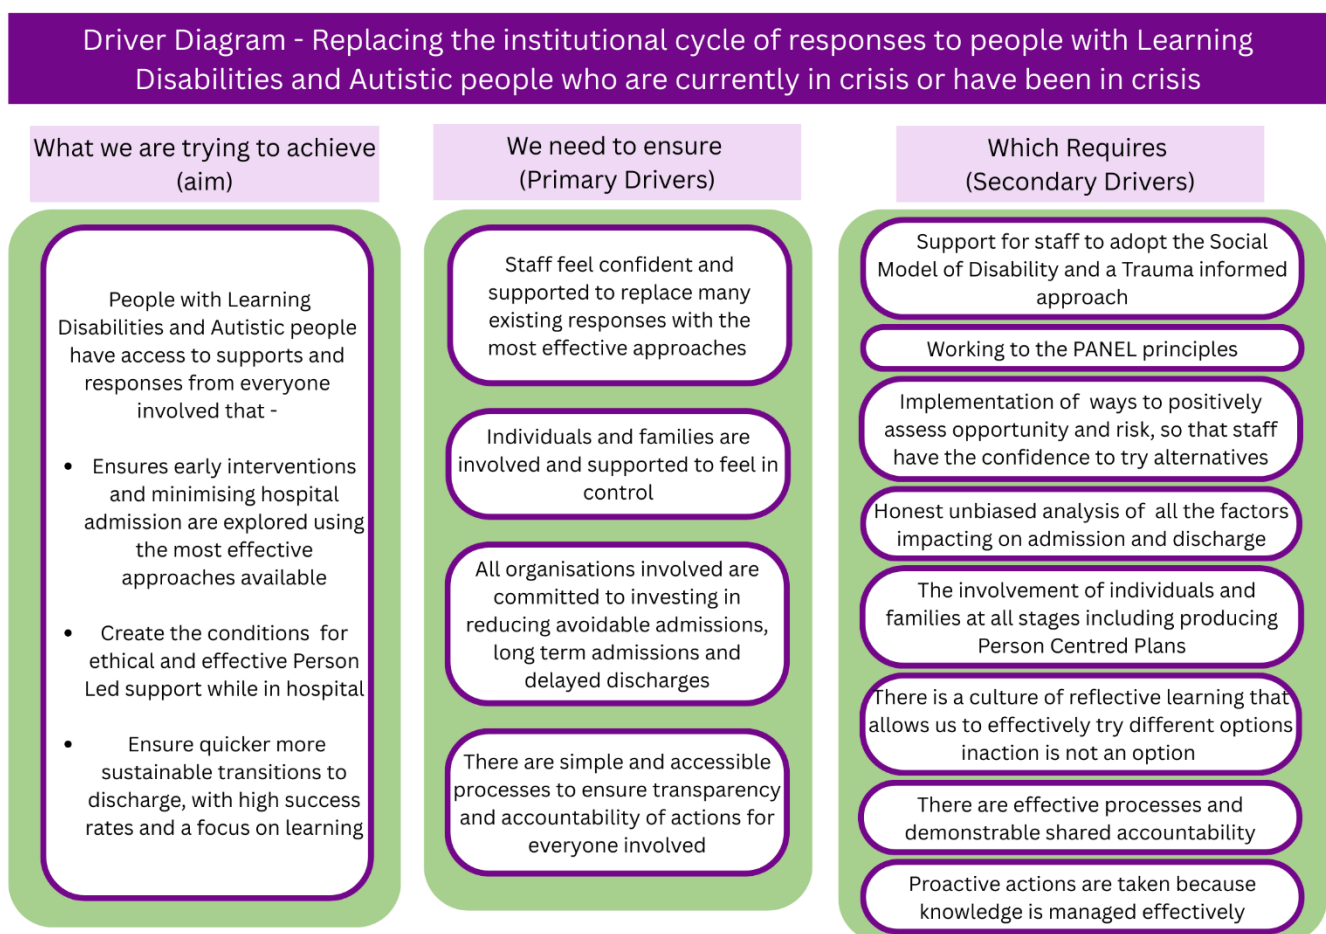 Driver Diagram - Replacing the institutional cycle of responses to people with Learning
Disabilities and Autistic people who are currently in crisis or have been in crisis
What we are trying to achieve
(aim)
People with Learning
Disabilities and Autistic people
have access to supports and
responses from everyone
involved that -
• Ensures early interventions
and minimising hospital
admission are explored using
the most effective
approaches available
• Create the conditions for
ethical and effective Person
Led support while in hospital
• Ensure quicker more
sustainable transitions to
discharge, with high success
rates and a focus on learning
We need to ensure
(Primary Drivers)
Staff feel confident and
supported to replace many
existing responses with the
most effective approaches
Individuals and families are
involved and supported to feel in
control
All organisations involved are
committed to investing in
reducing avoidable admissions,
long term admissions and
delayed discharges
There are simple and accessible
processes to ensure transparency
and accountability of actions for
everyone involved
Which Requires
(Secondary Drivers)
Support for staff to adopt the Social
Model of Disability and a Trauma informed
approach
Working to the PANEL principles
Implementation of ways to positively
assess opportunity and risk, so that staff
have the confidence to try alternatives
Honest unbiased analysis of all the factors
impacting on admission and discharge
The involvement of individuals and
families at all stages including producing
Person Centred Plans
There is a culture of reflective learning that
allows us to effectively try different options
inaction is not an option
There are effective processes and
demonstrable shared accountability
Proactive actions are taken because
knowledge is managed effectively